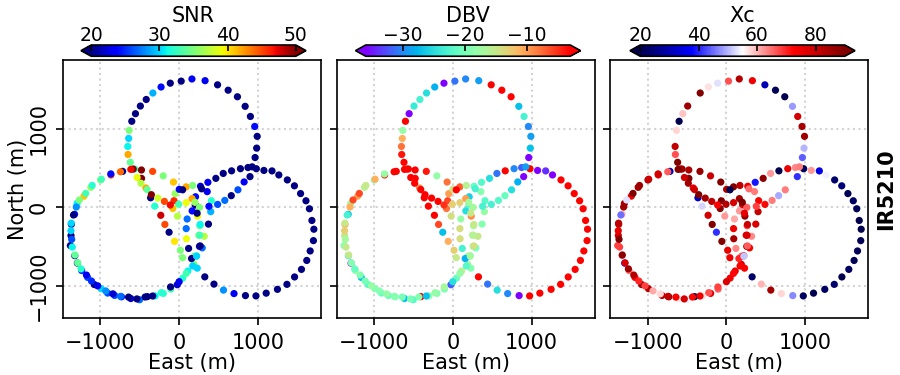 SNR DBV Xc
20 30 40 50 −30 −20 −10 20 40 60 80
North (m)
1000
0
−1000
IR5210
−1000 0 1000 −1000 0 1000 −1000 0 1000
East (m) East (m) East (m)